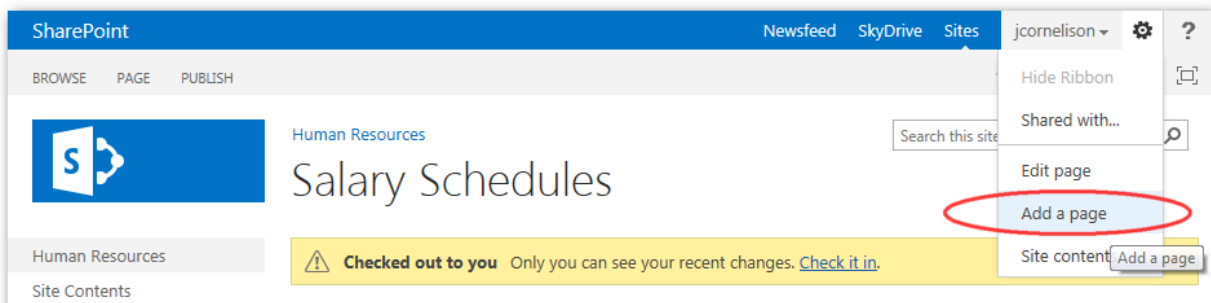 SharePoint Newsfeed SkyDrive Sites jcornelison ?
BROWSE PAGE PUBLISH
Hide Ribbon
Shared with...
Edit page
Add a page
Site content
Add a page
S
Human Resources
Search this site
Salary Schedules
Checked out to you Only you can see your recent changes. Check it in.
Human Resources
Site Contents